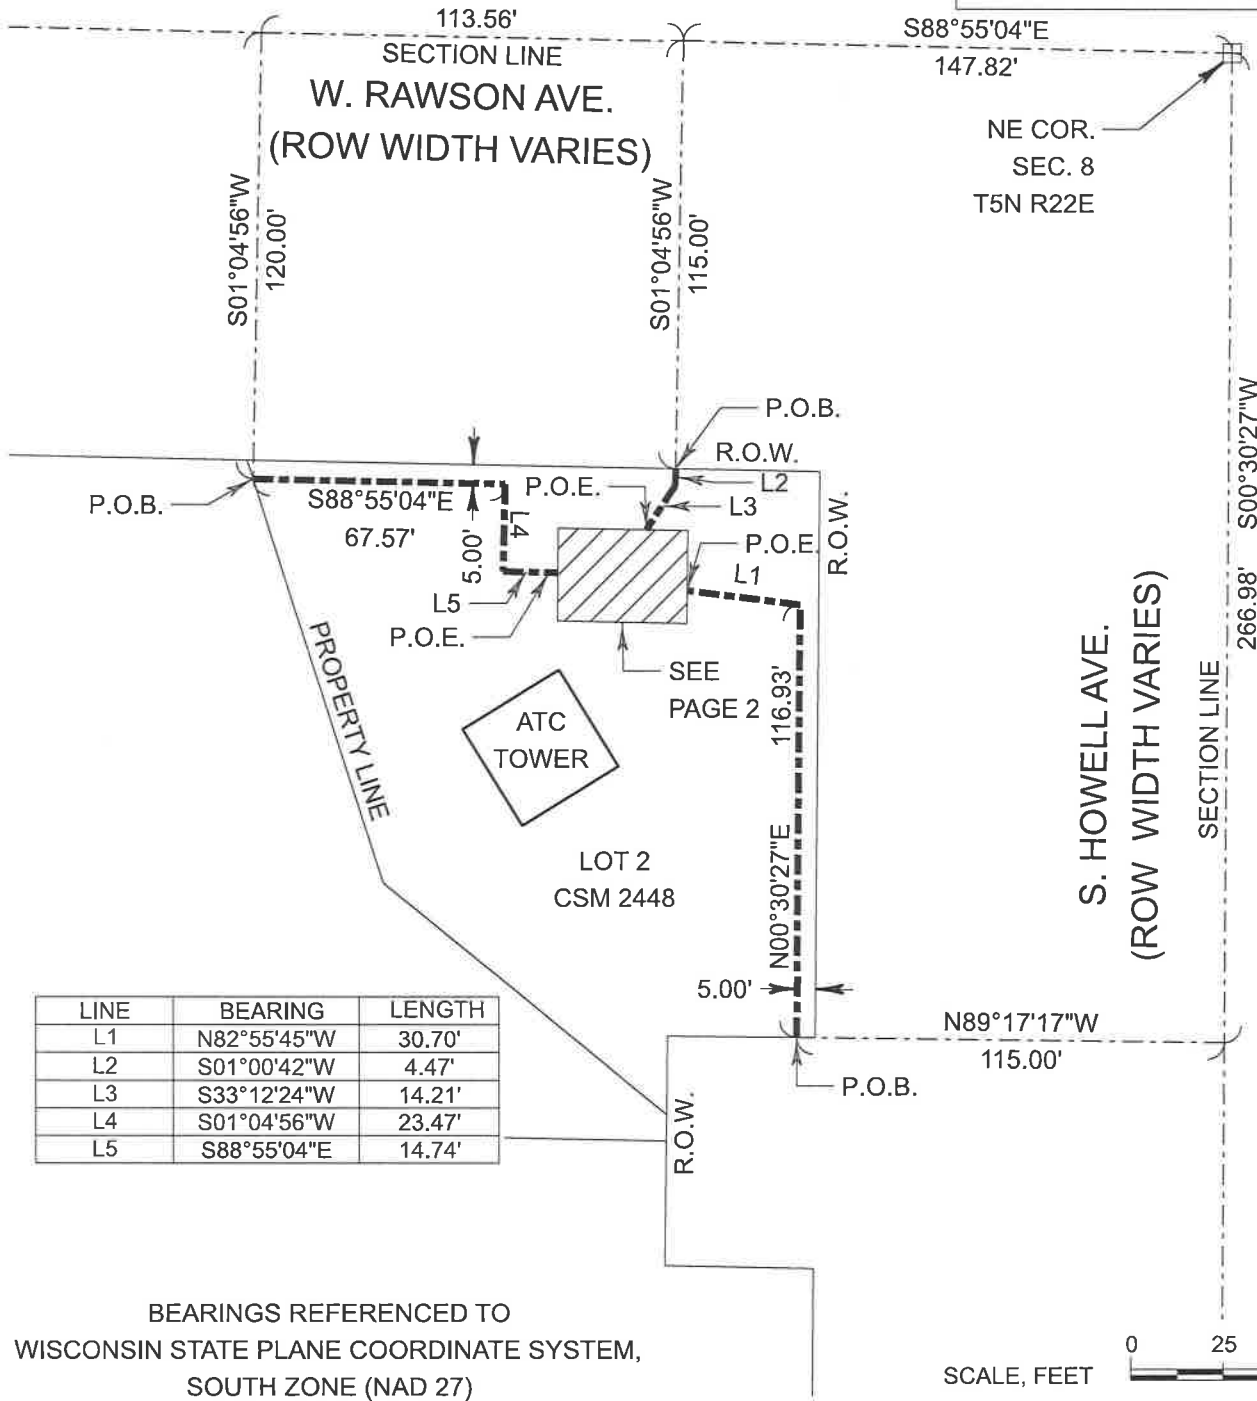 113.56'
SECTION LINE
W. RAWSON AVE.
(ROW WIDTH VARIES)
S88°55'04"E
147.82'
NE COR.
SEC. 8
T5N R22E
S01°04'56"W
120.00'
S01°04'56"W
115.00'
S00°30'27"W
266.98'
P.O.B.
R.O.W.
P.O.B.
S88°55'04"E
67.57'
5.00'
L4
P.O.E.
L2
L3
P.O.E.
L1
R.O.W.
L5
P.O.E.
SEE
PAGE 2
PROPERTY LINE
ATC
TOWER
116.93'
N00°30'27"E
S. HOWELL AVE.
(ROW WIDTH VARIES)
SECTION LINE
LOT 2
CSM 2448
5.00'
N89°17'17"W
115.00'
P.O.B.
R.O.W.
LINE BEARING LENGTH
L1 N82°55'45"W 30.70'
L2 S01°00'42"W 4.47'
L3 S33°12'24"W 14.21'
L4 S01°04'56"W 23.47'
L5 S88°55'04"E 14.74'
BEARINGS REFERENCED TO
WISCONSIN STATE PLANE COORDINATE SYSTEM,
SOUTH ZONE (NAD 27)
SCALE, FEET
0 25